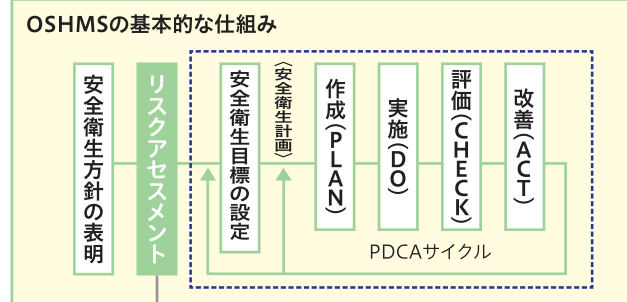 OSHMSの基本的な仕組み
安全衛生方針の表明
リスクアセスメント
安全衛生目標の設定
〈安全衛生計画〉
作成(PLAN)
実施(DO)
評価(CHECK)
改善(ACT)
PDCAサイクル